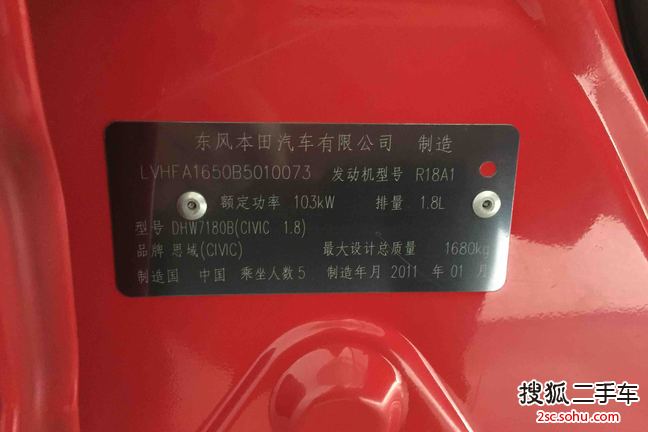 东风本田汽车有限公司 制造
LVHFA1650B5010073 发动机型号 R18A1
额定功率 103kW 排量 1.8L
型号 DHW7180B(CIVIC 1.8)
品牌 思域(CIVIC) 最大设计总质量 1680kg
制造国 中国 乘坐人数 5 制造年月 2011 年 01 月
搜狐二手车
2sc.sohu.com